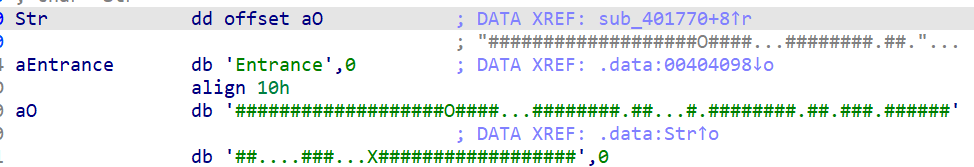 Str dd offset aO ; DATA XREF: sub_401770+8↑r
; "###################O####...########.##."...
aEntrance db 'Entrance',0 ; DATA XREF: .data:00404098↓o
align 10h
aO db '###################O####...########.##...#.########.##.###.######'
; DATA XREF: .data:Str↑o
db '##....###...X##################',0